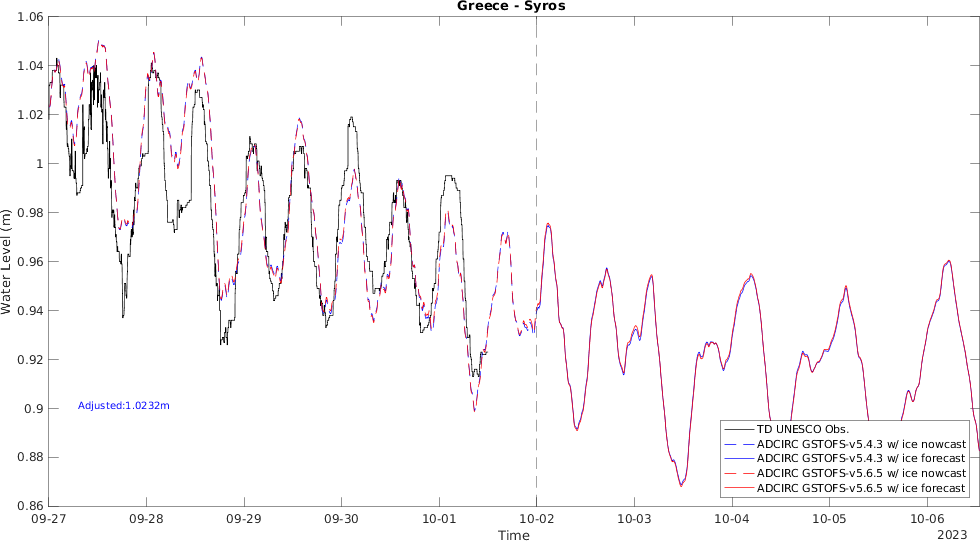 Greece - Syros
1.06
1.04
1.02
1
0.98
0.96
0.94
0.92
0.9
0.88
0.86
Water Level (m)
Adjusted:1.0232m
TD UNESCO Obs.
ADCIRC GSTOFS-v5.4.3 w/ ice nowcast
ADCIRC GSTOFS-v5.4.3 w/ ice forecast
ADCIRC GSTOFS-v5.6.5 w/ ice nowcast
ADCIRC GSTOFS-v5.6.5 w/ ice forecast
09-27 09-28 09-29 09-30 10-01 10-02 10-03 10-04 10-05 10-06
Time
2023